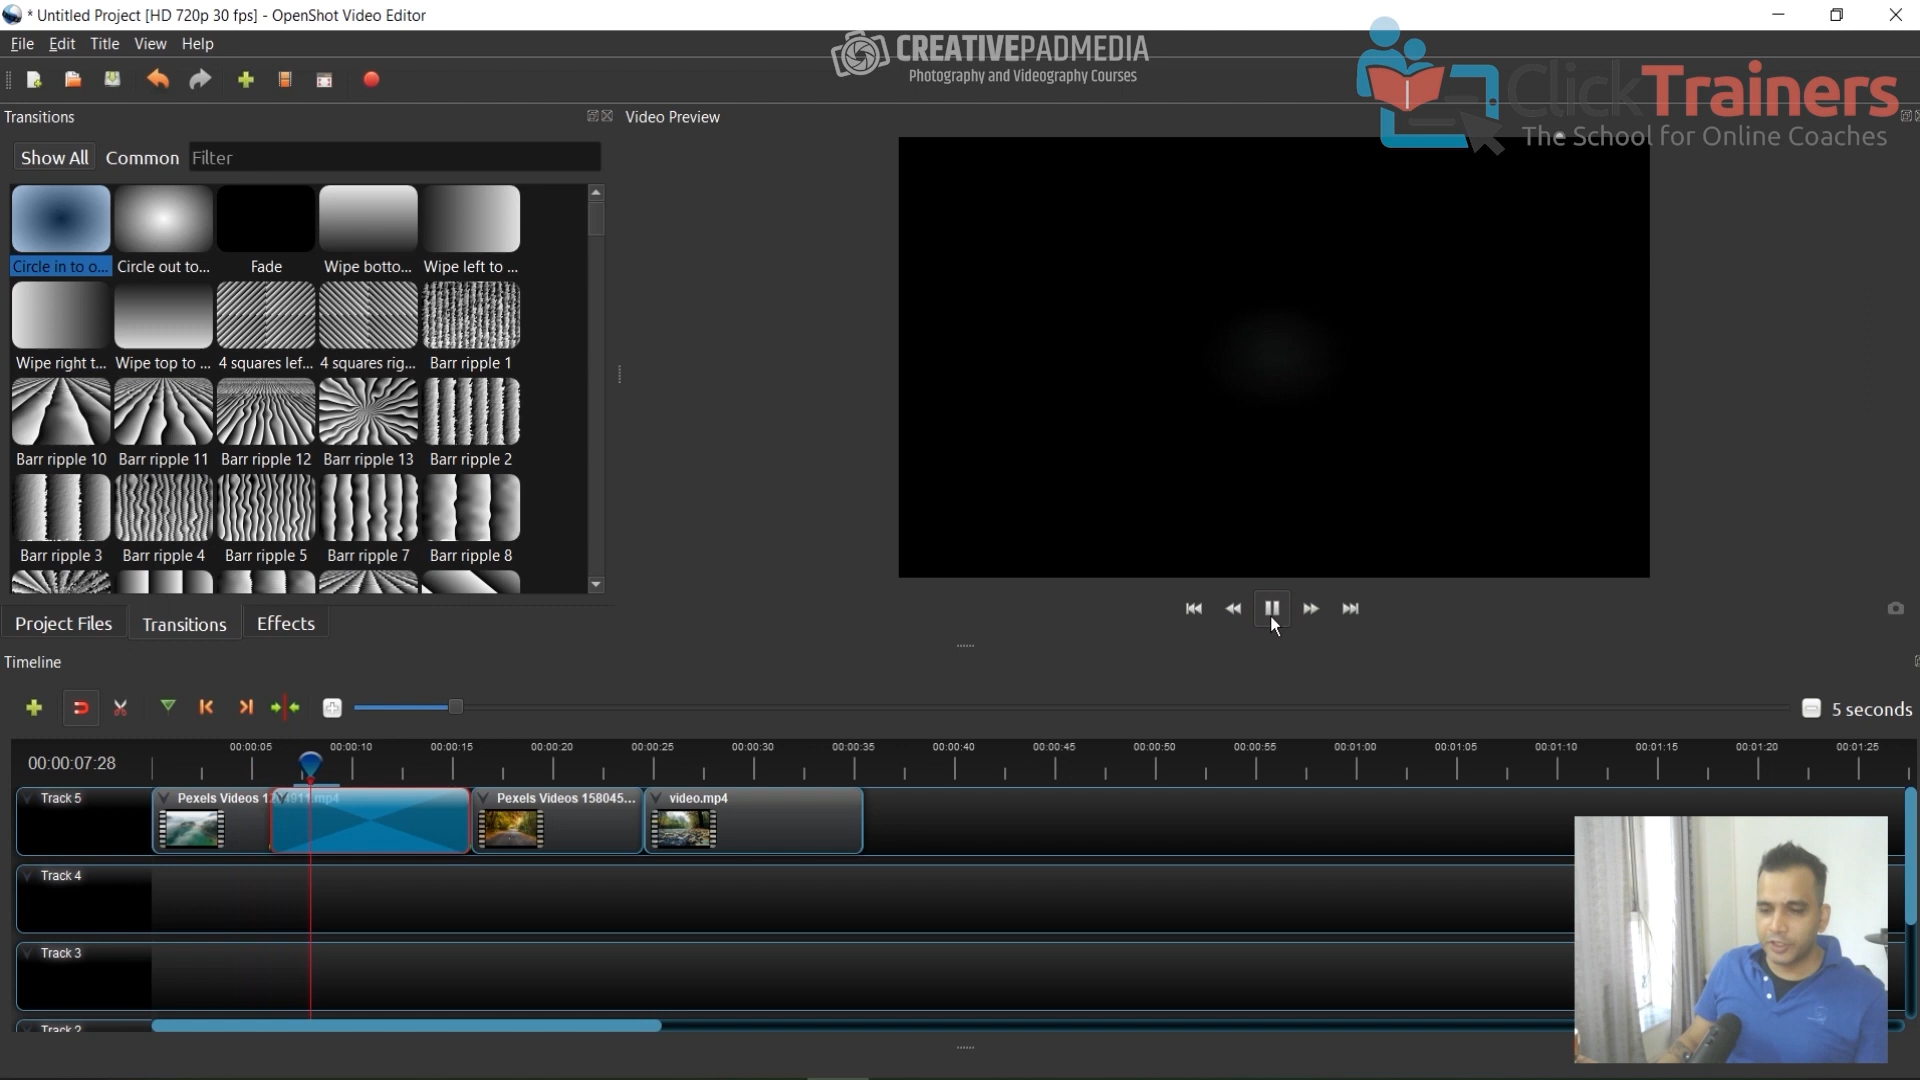 * Untitled Project [HD 720p 30 fps] - OpenShot Video Editor
File Edit Title View Help
CREATIVEPADMEDIA
Photography and Videography Courses
ClickTrainers
The School for Online Coaches
Transitions
Video Preview
Show All Common Filter
Circle in to o... Circle out to... Fade Wipe botto... Wipe left to ...
Wipe right t... Wipe top to ... 4 squares lef... 4 squares rig... Barr ripple 1
Barr ripple 10 Barr ripple 11 Barr ripple 12 Barr ripple 13 Barr ripple 2
Barr ripple 3 Barr ripple 4 Barr ripple 5 Barr ripple 7 Barr ripple 8
Project Files Transitions Effects
Timeline
5 seconds
00:00:07:28
00:00:05 00:00:10 00:00:15 00:00:20 00:00:25 00:00:30 00:00:35 00:00:40 00:00:45 00:00:50 00:00:55 00:01:00 00:01:05 00:01:10 00:01:15 00:01:20 00:01:25
Track 5
Pexels Videos
Pexels Videos 158045...
video.mp4
Track 4
Track 3
Track 2